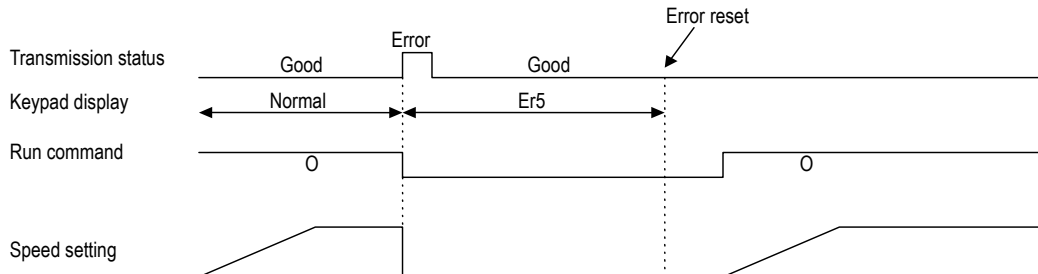 Error reset
Error
Transmission status Good Good
Keypad display Normal Er5
Run command O O
Speed setting